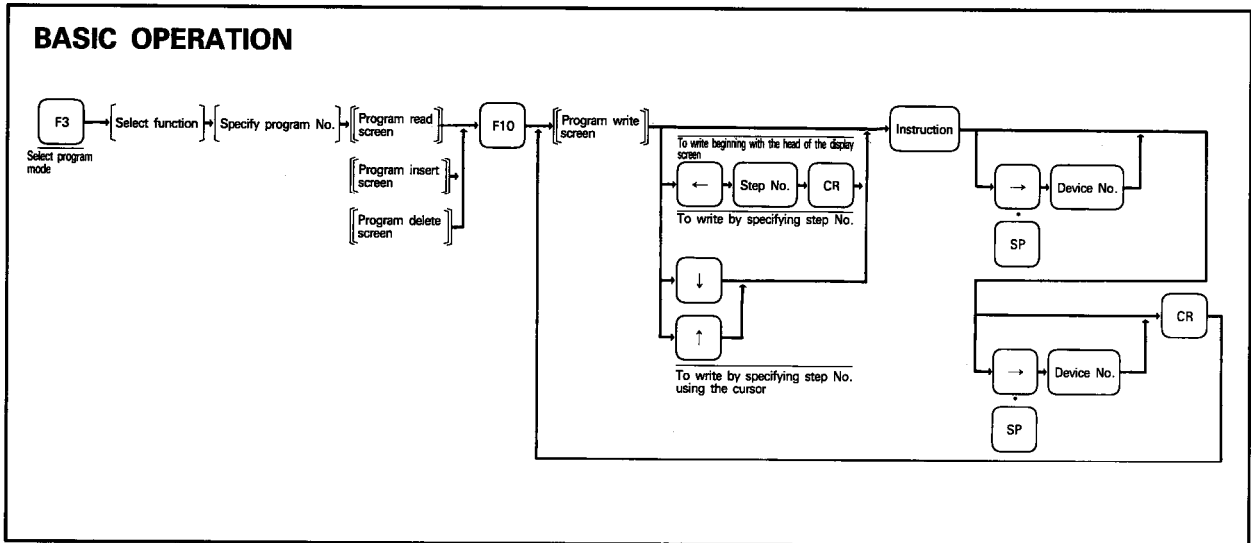 BASIC OPERATION
F3
Select program
mode
Select function
Specify program No.
Program read
screen
Program insert
screen
Program delete
screen
F10
Program write
screen
To write beginning with the head of the display
screen
←
Step No.
CR
To write by specifying step No.
↓
↑
To write by specifying step No.
using the cursor
Instruction
→
Device No.
SP
→
Device No.
SP
CR